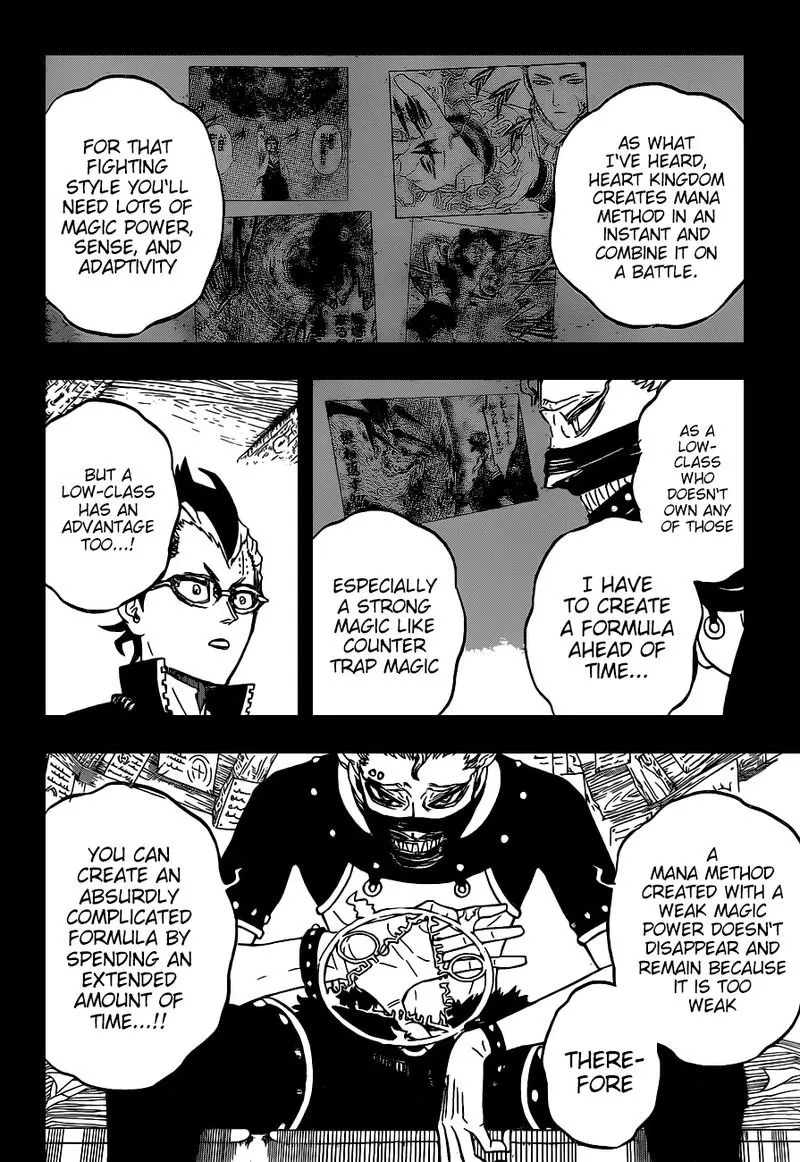 AS WHAT
I'VE HEARD,
HEART KINGDOM
CREATES MANA
METHOD IN AN
INSTANT AND
COMBINE IT ON
A BATTLE.
FOR THAT
FIGHTING
STYLE YOU'LL
NEED LOTS OF
MAGIC POWER,
SENSE, AND
ADAPTIVITY
AS A
LOW-
CLASS
WHO
DOESN'T
OWN ANY
OF THOSE
I HAVE
TO CREATE
A FORMULA
AHEAD OF
TIME...
ESPECIALLY
A STRONG
MAGIC LIKE
COUNTER
TRAP MAGIC
BUT A
LOW-CLASS
HAS AN
ADVANTAGE
TOO...!
A
MANA METHOD
CREATED WITH A
WEAK MAGIC
POWER DOESN'T
DISAPPEAR AND
REMAIN BECAUSE
IT IS TOO
WEAK
THERE-
FORE
YOU CAN
CREATE AN
ABSURDLY
COMPLICATED
FORMULA BY
SPENDING AN
EXTENDED
AMOUNT OF
TIME...!!